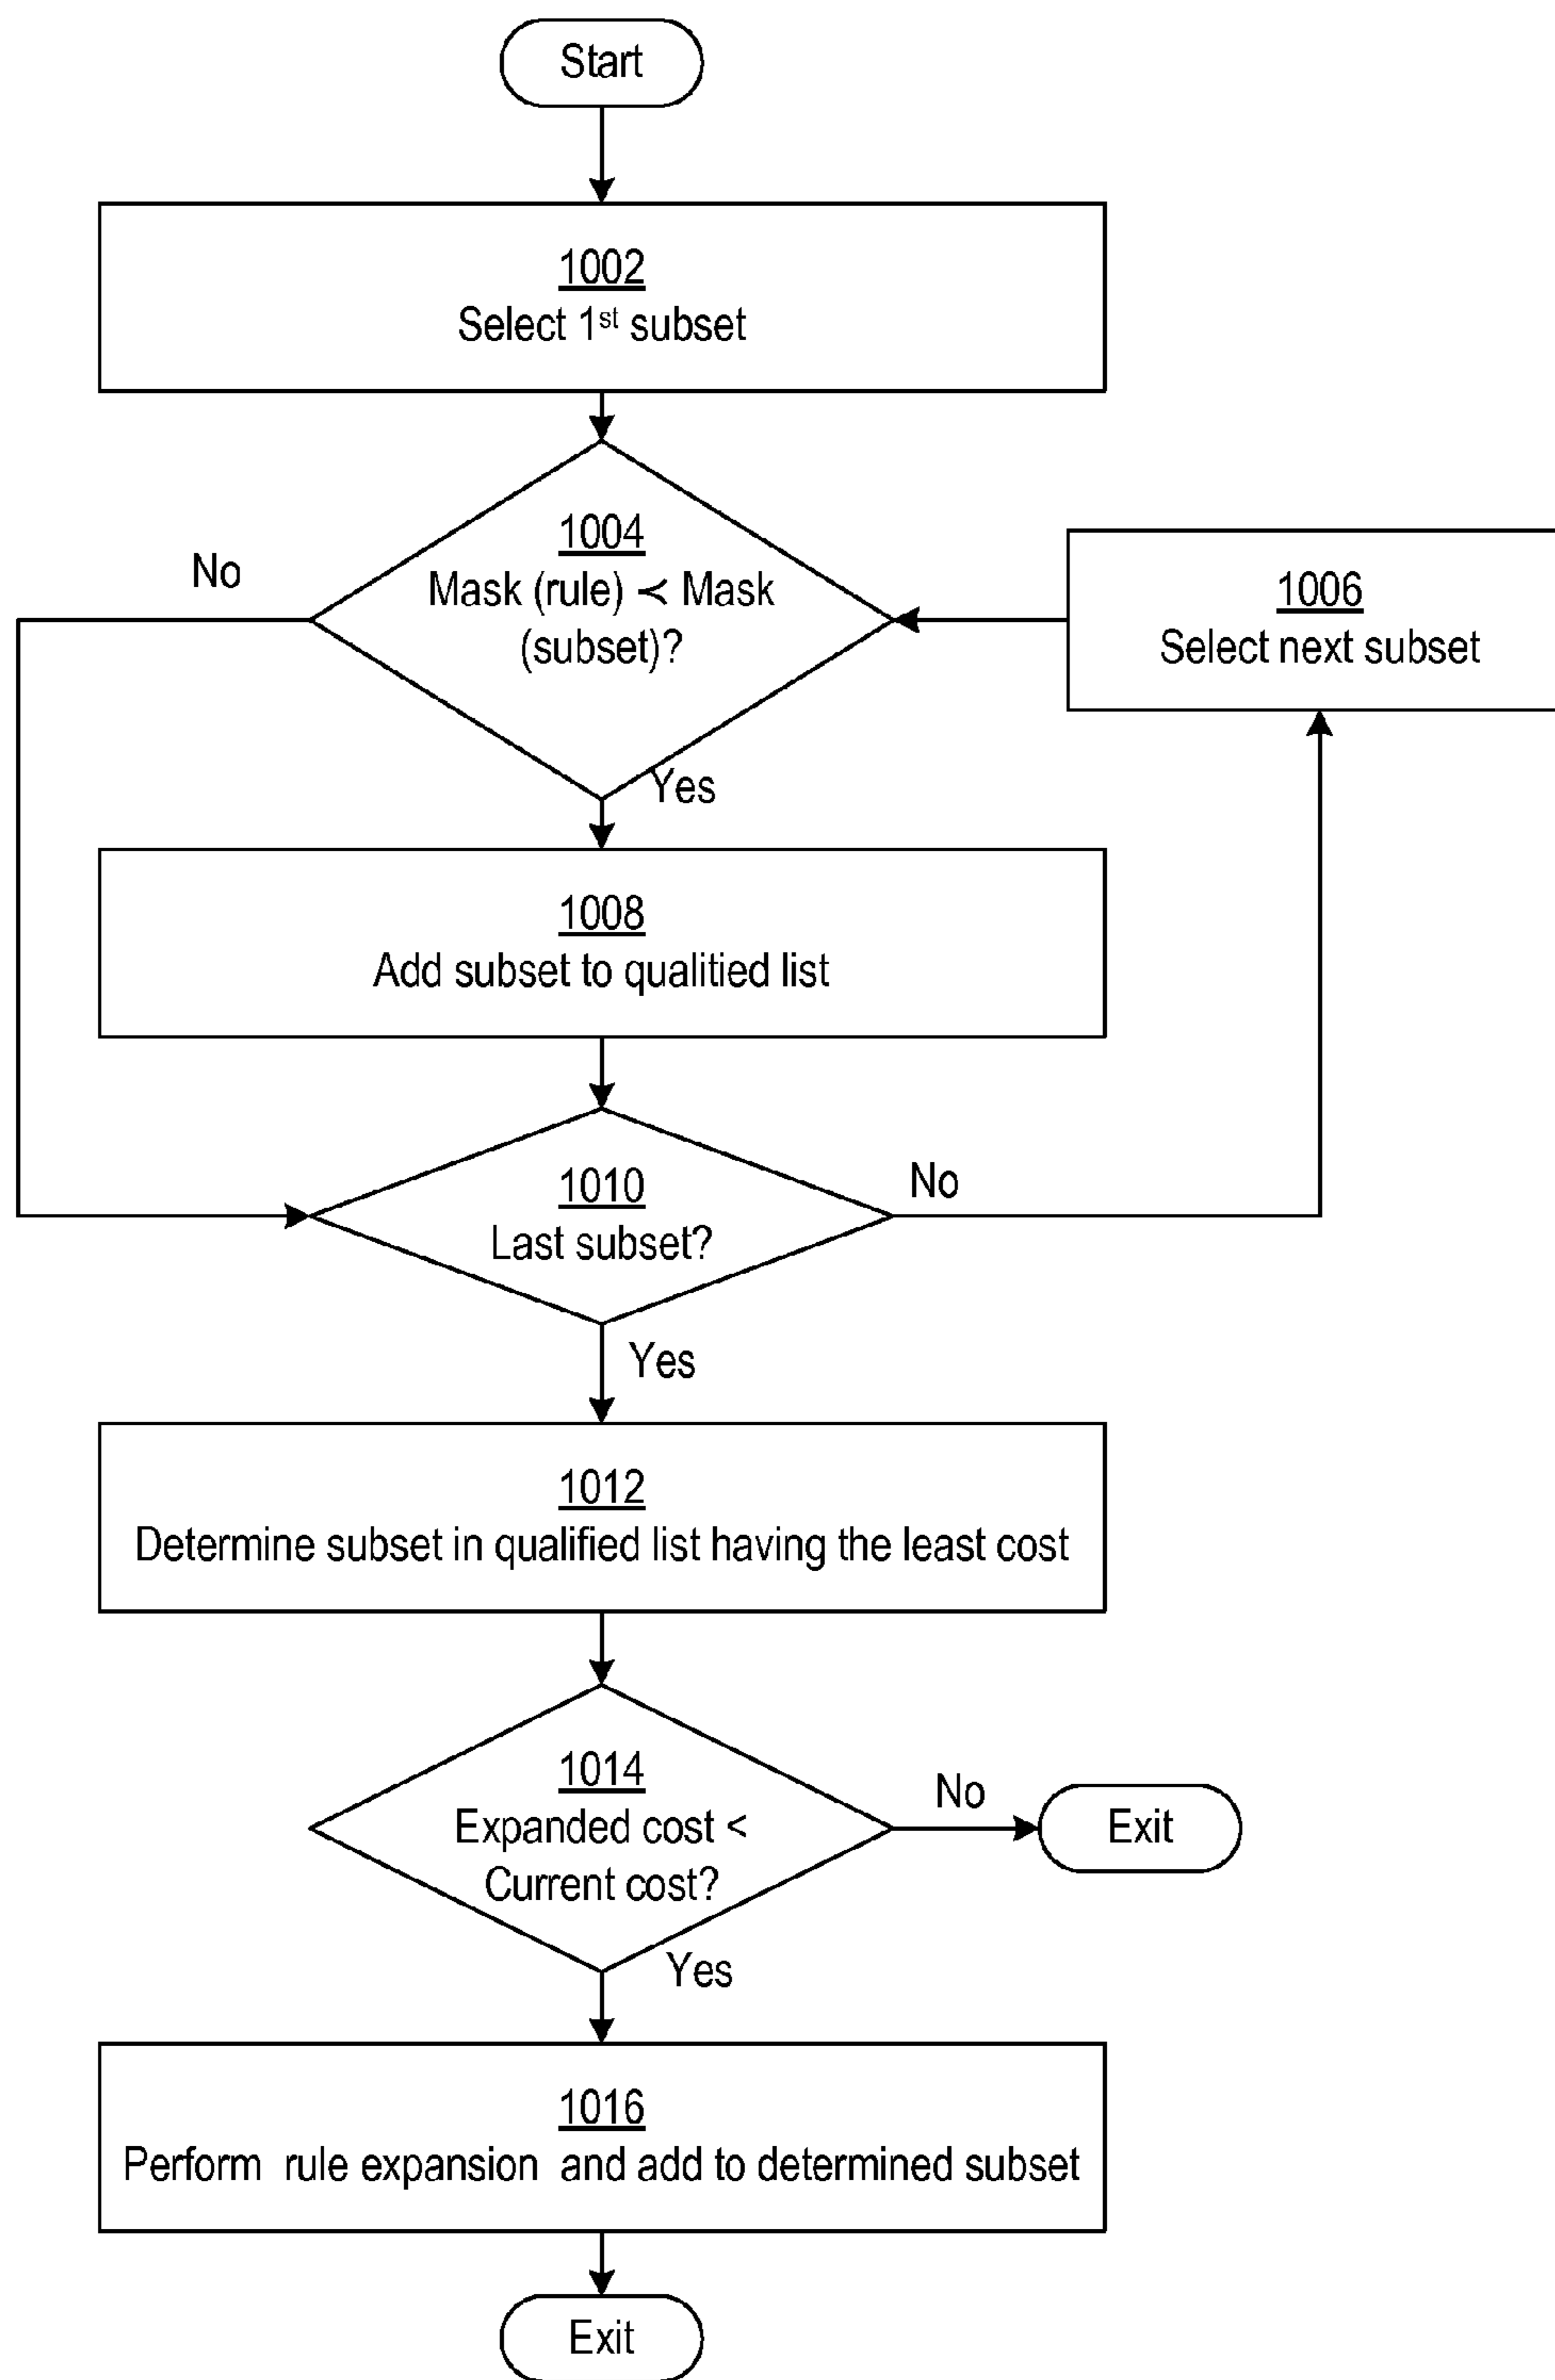 Start
1002
Select 1st subset
1004
Mask (rule) ≺ Mask
(subset)?
No
1006
Select next subset
Yes
1008
Add subset to qualitied list
1010
Last subset?
No
Yes
1012
Determine subset in qualified list having the least cost
1014
Expanded cost <
Current cost?
No
Exit
Yes
1016
Perform rule expansion and add to determined subset
Exit